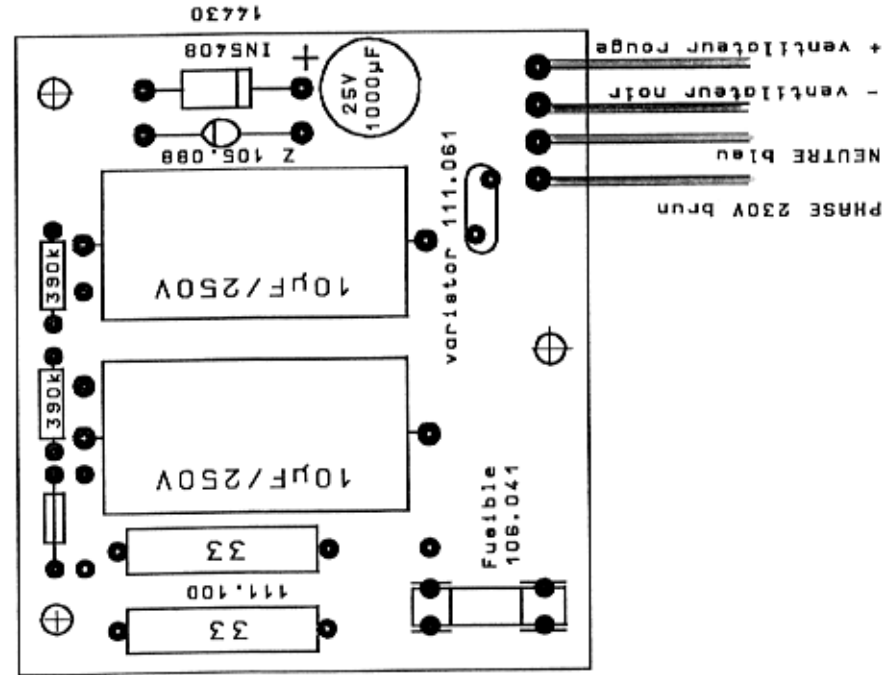 14430
IN5408
+
25V
1000µF
Z 105.088
+ ventilateur rouge
- ventilateur noir
NEUTRE bleu
PHASE 230V brun
varistor 111.061
390k
10µF/250V
390k
10µF/250V
Fusible
106.041
33
111.100
33